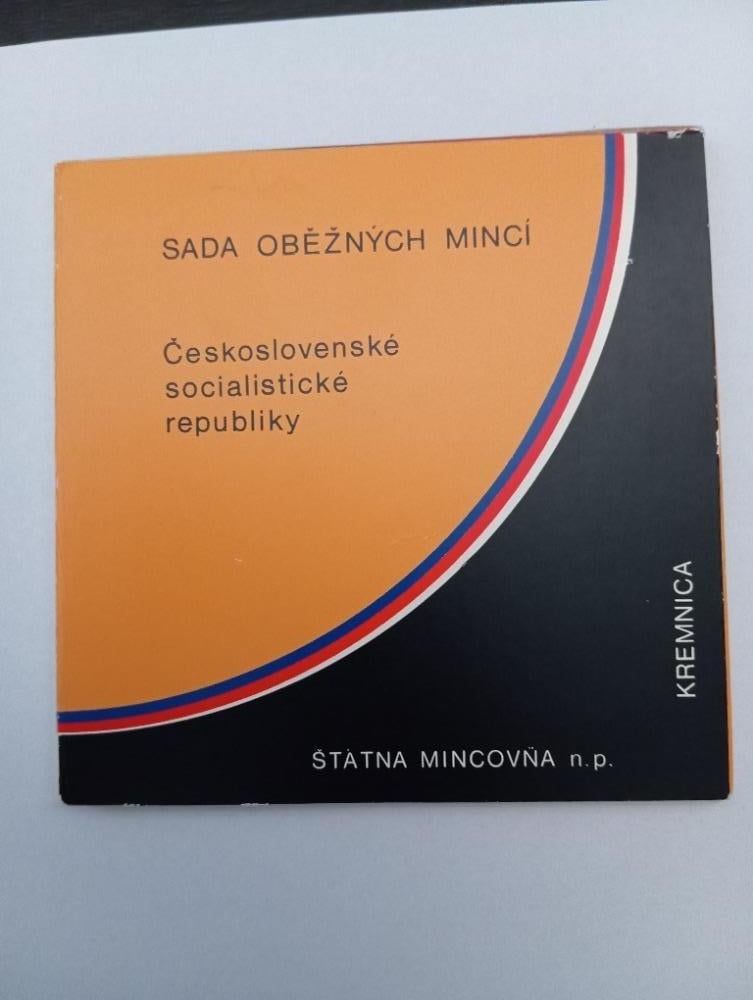 SADA OBĚŽNÝCH MINCÍ
Československé
socialistické
republiky
KREMNICA
ŠTÁTNA MINCOVŇA n.p.